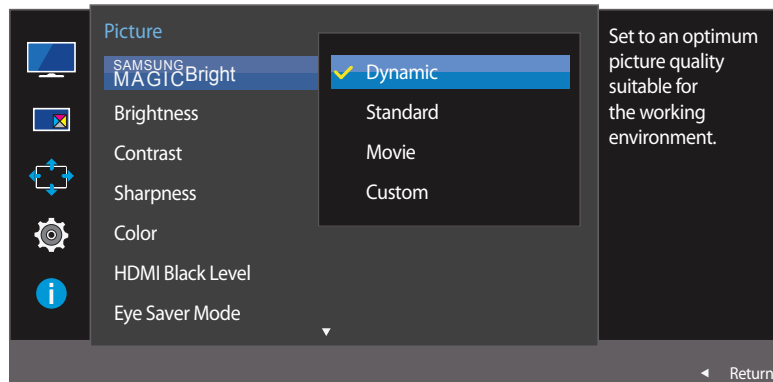 Picture
SAMSUNG
MAGICBright
Brightness
Contrast
Sharpness
Color
HDMI Black Level
Eye Saver Mode
Dynamic
Standard
Movie
Custom
Set to an optimum
picture quality
suitable for
the working
environment.
Return